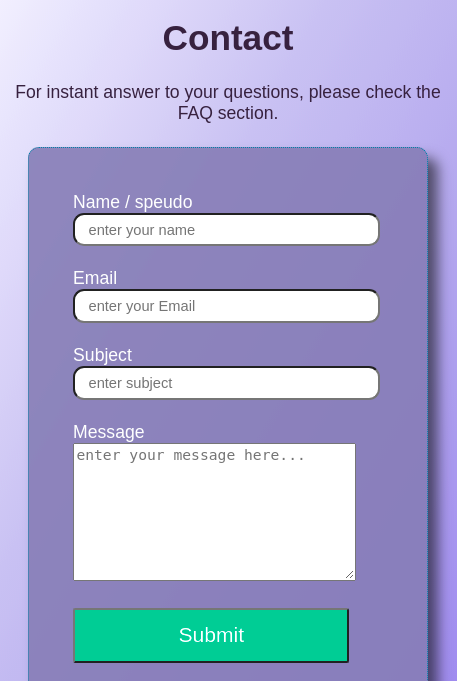 Contact
For instant answer to your questions, please check the
FAQ section.
Name / speudo
enter your name
Email
enter your Email
Subject
enter subject
Message
enter your message here...
Submit